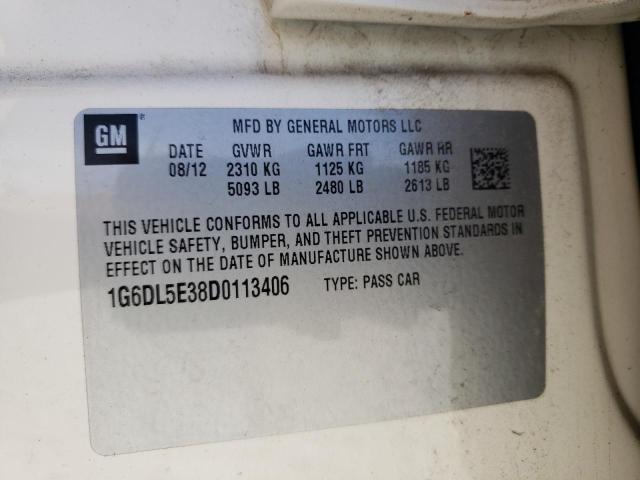 GM
MFD BY GENERAL MOTORS LLC
DATE GVWR GAWR FRT GAWR RR
08/12 2310 KG 1125 KG 1185 KG
5093 LB 2480 LB 2613 LB
THIS VEHICLE CONFORMS TO ALL APPLICABLE U.S. FEDERAL MOTOR
VEHICLE SAFETY, BUMPER, AND THEFT PREVENTION STANDARDS IN
EFFECT ON THE DATE OF MANUFACTURE SHOWN ABOVE.
1G6DL5E38D0113406 TYPE: PASS CAR